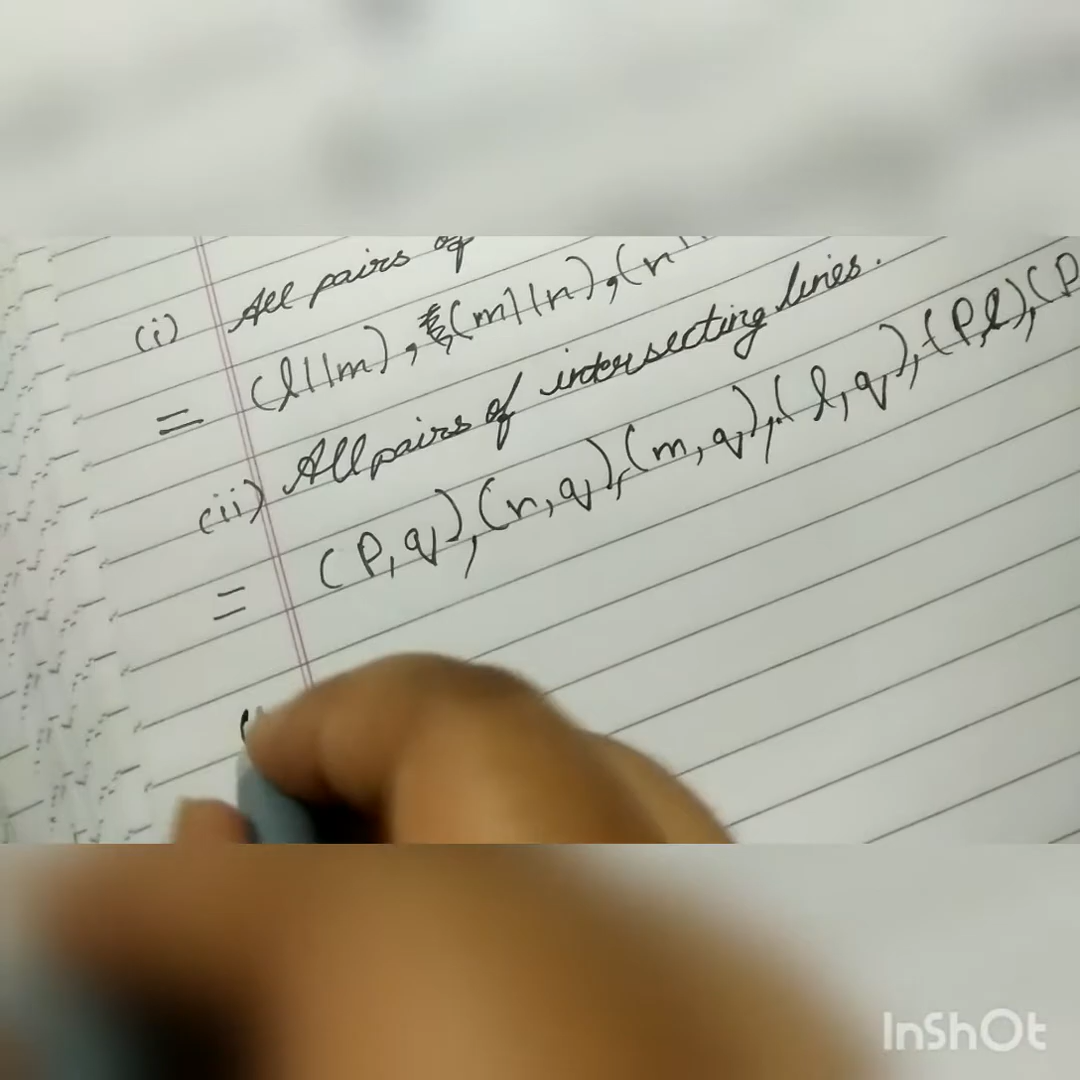 (i) All pairs of
= (l||m), (m||n), (n
(ii) All pairs of intersecting lines.
= (P,q), (n,q), (m,q), (l,q), (P,l), (P
InShOt